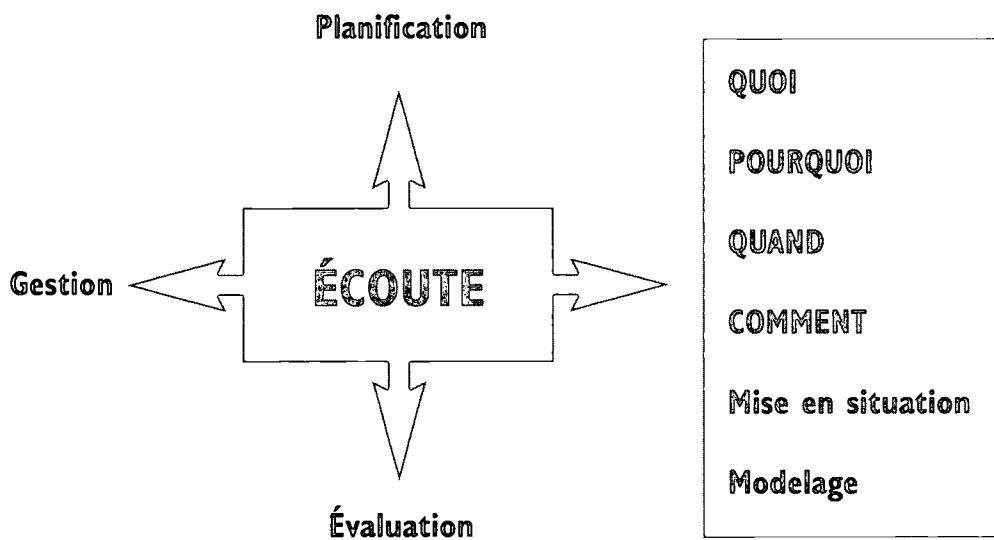 Planification
Gestion
ÉCOUTE
Évaluation
QUOI
POURQUOI
QUAND
COMMENT
Mise en situation
Modelage